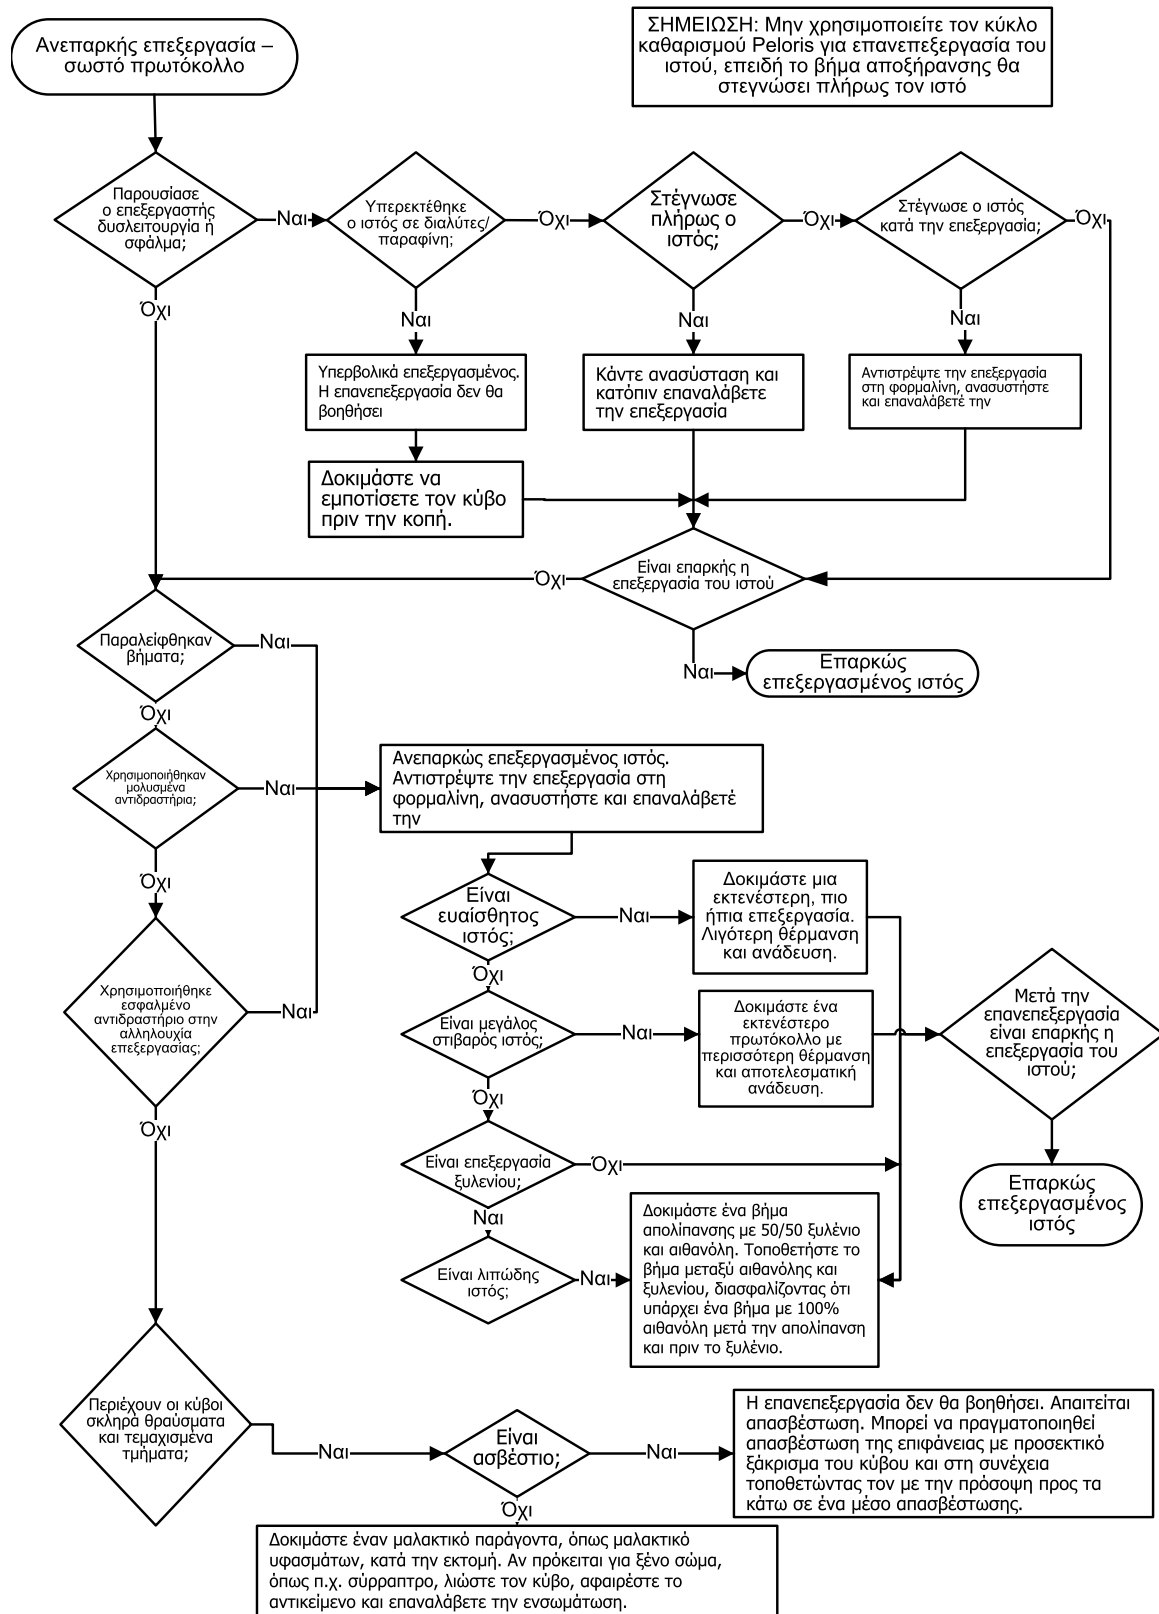 Ανεπαρκής επεξεργασία –
σωστό πρωτόκολλο
ΣΗΜΕΙΩΣΗ: Μην χρησιμοποιείτε τον κύκλο
καθαρισμού Peloris για επανεπεξεργασία του
ιστού, επειδή το βήμα αποξήρανσης θα
στεγνώσει πλήρως τον ιστό
Παρουσίασε
ο επεξεργαστής
δυσλειτουργία ή
σφάλμα;
Ναι
Υπερεκτέθηκε
ο ιστός σε διαλύτες/
παραφίνη;
Όχι
Στέγνωσε
πλήρως ο
ιστός;
Όχι
Στέγνωσε ο ιστός
κατά την επεξεργασία;
Όχι
Όχι
Ναι
Ναι
Ναι
Υπερβολικά επεξεργασμένος.
Η επανεπεξεργασία δεν θα
βοηθήσει
Κάντε ανασύσταση και
κατόπιν επαναλάβετε
την επεξεργασία
Αντιστρέψτε την επεξεργασία
στη φορμαλίνη, ανασυστήστε
και επαναλάβετέ την
Δοκιμάστε να
εμποτίσετε τον κύβο
πριν την κοπή.
Είναι επαρκής η
επεξεργασία του ιστού
Όχι
Ναι
Επαρκώς
επεξεργασμένος ιστός
Παραλείφθηκαν
βήματα;
Ναι
Όχι
Χρησιμοποιήθηκαν
μολυσμένα
αντιδραστήρια;
Ναι
Ανεπαρκώς επεξεργασμένος ιστός.
Αντιστρέψτε την επεξεργασία στη
φορμαλίνη, ανασυστήστε και επαναλάβετέ
την
Όχι
Είναι
ευαίσθητος
ιστός;
Ναι
Δοκιμάστε μια
εκτενέστερη, πιο
ήπια επεξεργασία.
Λιγότερη θέρμανση
και ανάδευση.
Όχι
Χρησιμοποιήθηκε
εσφαλμένο
αντιδραστήριο στην
αλληλουχία
επεξεργασίας;
Ναι
Είναι μεγάλος
στιβαρός ιστός;
Ναι
Δοκιμάστε ένα
εκτενέστερο
πρωτόκολλο με
περισσότερη θέρμανση
και αποτελεσματική
ανάδευση.
Μετά την
επανεπεξεργασία
είναι επαρκής η
επεξεργασία του
ιστού;
Όχι
Όχι
Είναι επεξεργασία
ξυλενίου;
Όχι
Ναι
Επαρκώς
επεξεργασμένος
ιστός
Είναι λιπώδης
ιστός;
Ναι
Δοκιμάστε ένα βήμα
απολίπανσης με 50/50 ξυλένιο
και αιθανόλη. Τοποθετήστε το
βήμα μεταξύ αιθανόλης και
ξυλενίου, διασφαλίζοντας ότι
υπάρχει ένα βήμα με 100%
αιθανόλη μετά την απολίπανση
και πριν το ξυλένιο.
Περιέχουν οι κύβοι
σκληρά θραύσματα
και τεμαχισμένα
τμήματα;
Ναι
Είναι
ασβέστιο;
Ναι
Η επανεπεξεργασία δεν θα βοηθήσει. Απαιτείται
απασβέστωση. Μπορεί να πραγματοποιηθεί
απασβέστωση της επιφάνειας με προσεκτικό
ξάκρισμα του κύβου και στη συνέχεια
τοποθετώντας τον με την πρόσοψη προς τα
κάτω σε ένα μέσο απασβέστωσης.
Όχι
Δοκιμάστε έναν μαλακτικό παράγοντα, όπως μαλακτικό
υφασμάτων, κατά την εκτομή. Αν πρόκειται για ξένο σώμα,
όπως π.χ. σύρραπτρο, λιώστε τον κύβο, αφαιρέστε το
αντικείμενο και επαναλάβετε την ενσωμάτωση.